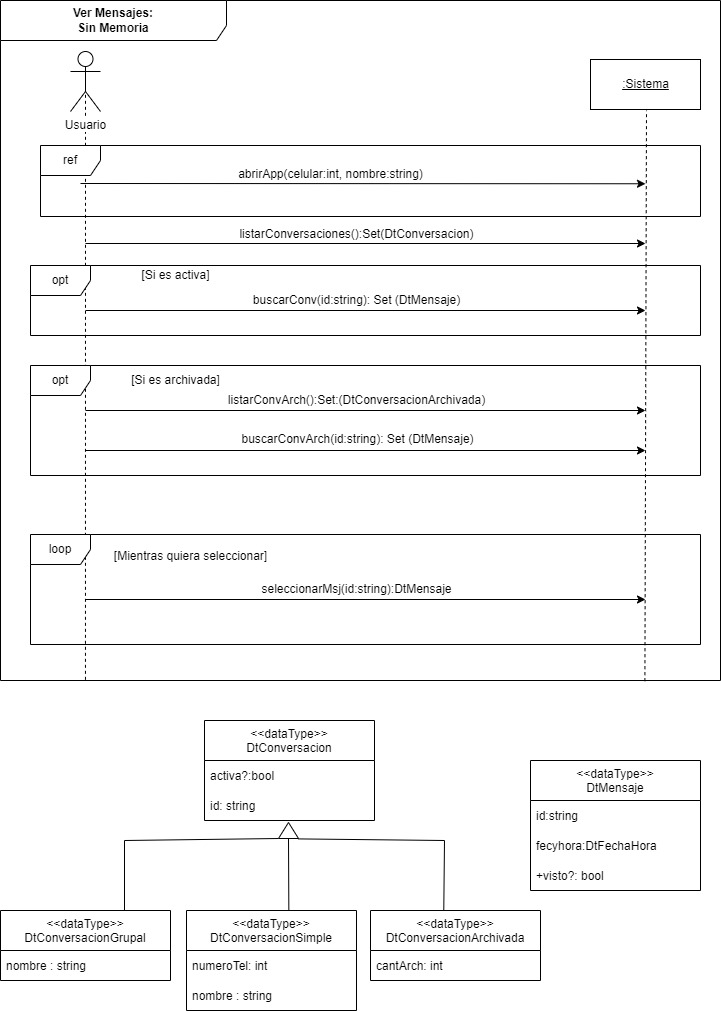 Ver Mensajes:
Sin Memoria
:Sistema
Usuario
ref
abrirApp(celular:int, nombre:string)
listarConversaciones():Set(DtConversacion)
opt
[Si es activa]
buscarConv(id:string): Set (DtMensaje)
opt
[Si es archivada]
listarConvArch():Set:(DtConversacionArchivada)
buscarConvArch(id:string): Set (DtMensaje)
loop
[Mientras quiera seleccionar]
seleccionarMsj(id:string):DtMensaje
<<dataType>>
DtConversacion
activa?:bool
id: string
<<dataType>>
DtMensaje
id:string
fecyhora:DtFechaHora
+visto?: bool
<<dataType>>
DtConversacionGrupal
nombre : string
<<dataType>>
DtConversacionSimple
numeroTel: int
nombre : string
<<dataType>>
DtConversacionArchivada
cantArch: int